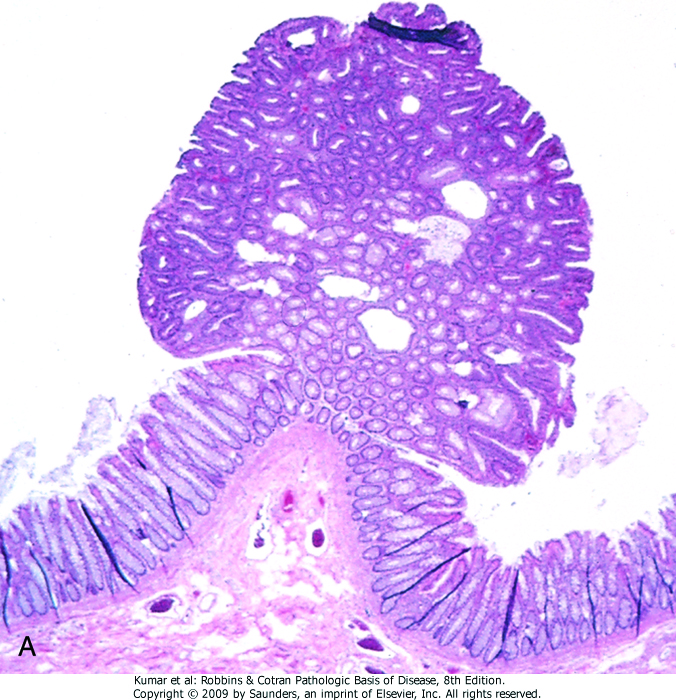 A
Kumar et al: Robbins & Cotran Pathologic Basis of Disease, 8th Edition.
Copyright © 2009 by Saunders, an imprint of Elsevier, Inc. All rights reserved.